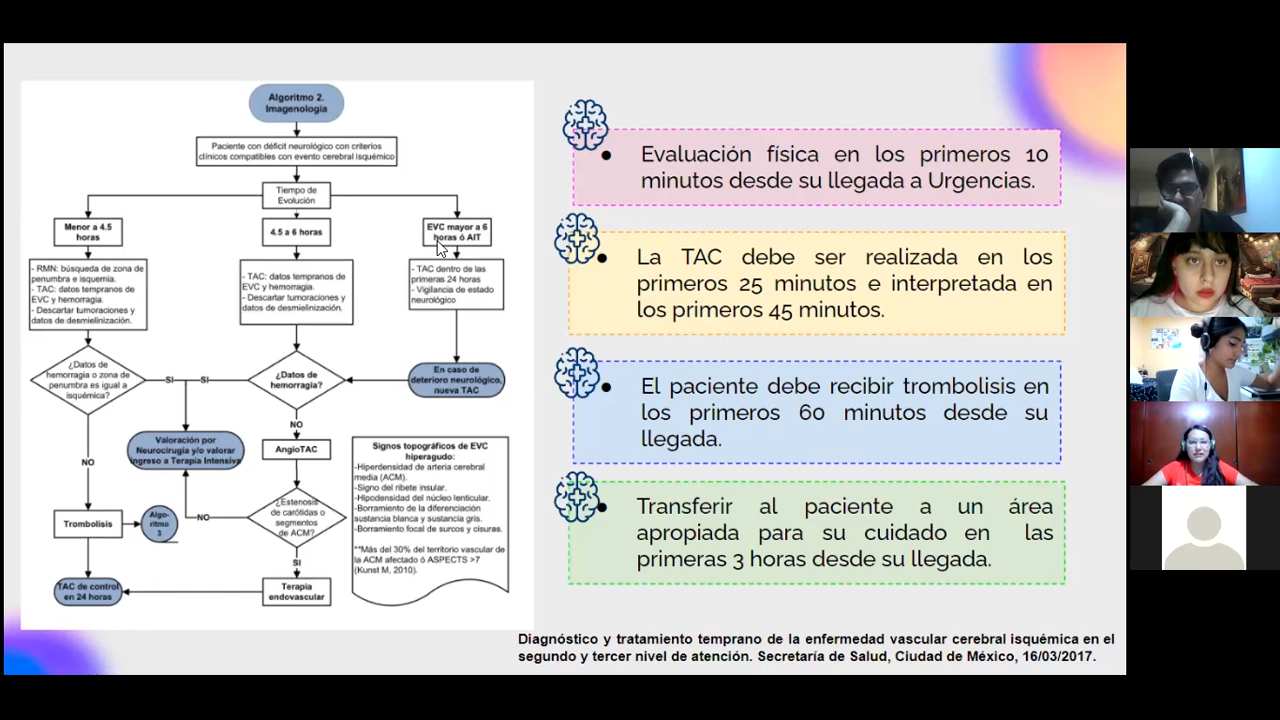 Algoritmo 2.
Imagenología
Paciente con déficit neurológico con criterios
clínicos compatibles con evento cerebral isquémico
Tiempo de
Evolución
Menor a 4.5
horas
4.5 a 6 horas
EVC mayor a 6
horas ó AIT
- RMN: búsqueda de zona de
penumbra e isquemia.
- TAC: datos tempranos de
EVC y hemorragia.
- Descartar tumoraciones y
datos de desmielinización.
- TAC: datos tempranos de
EVC y hemorragia.
- Descartar tumoraciones y
datos de desmielinización.
- TAC dentro de las
primeras 24 horas
- Vigilancia de estado
neurológico
¿Datos de
hemorragia o zona de
penumbra es igual a
isquémica?
SI
SI
¿Datos de
hemorragia?
En caso de
deterioro neurológico,
nueva TAC
NO
NO
Valoración por
Neurocirugía y/o valorar
ingreso a Terapia Intensiva
AngioTAC
Trombolisis
Algo-
ritmo
3
NO
¿Estenosis
de carótidas o
segmentos
de ACM?
SI
TAC de control
en 24 horas
Terapia
endovascular
Signos topográficos de EVC
hiperagudo:
-Hiperdensidad de arteria cerebral
media (ACM).
-Signo del ribete insular.
-Hipodensidad del núcleo lenticular.
-Borramiento de la diferenciación
sustancia blanca y sustancia gris.
-Borramiento focal de surcos y cisuras.
**Más del 30% del territorio vascular de
la ACM afectado ó ASPECTS >7
(Kunst M, 2010).
● Evaluación física en los primeros 10
minutos desde su llegada a Urgencias.
● La TAC debe ser realizada en los
primeros 25 minutos e interpretada en
los primeros 45 minutos.
● El paciente debe recibir trombolisis en
los primeros 60 minutos desde su
llegada.
● Transferir al paciente a un área
apropiada para su cuidado en las
primeras 3 horas desde su llegada.
Diagnóstico y tratamiento temprano de la enfermedad vascular cerebral isquémica en el
segundo y tercer nivel de atención. Secretaría de Salud, Ciudad de México, 16/03/2017.